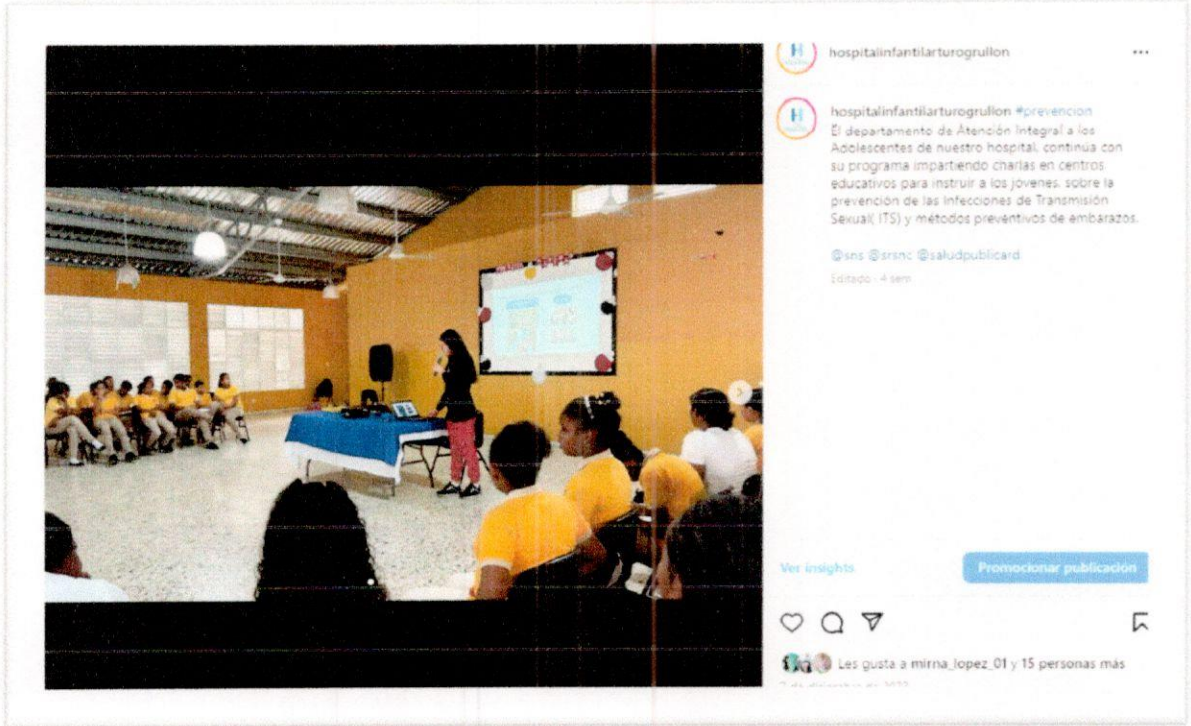 hospitalinfantilarturogrullon
hospitalinfantilarturogrullon #prevencion
El departamento de Atención Integral a los
Adolescentes de nuestro hospital, continúa con
su programa impartiendo charlas en centros
educativos para instruir a los jóvenes, sobre la
prevención de las Infecciones de Transmisión
Sexual( ITS) y métodos preventivos de embarazos.
@sns @srsnc @saludpublicard
Editado · 4 sem
Ver insights
Promocionar publicación
Les gusta a mirna_lopez_01 y 15 personas más